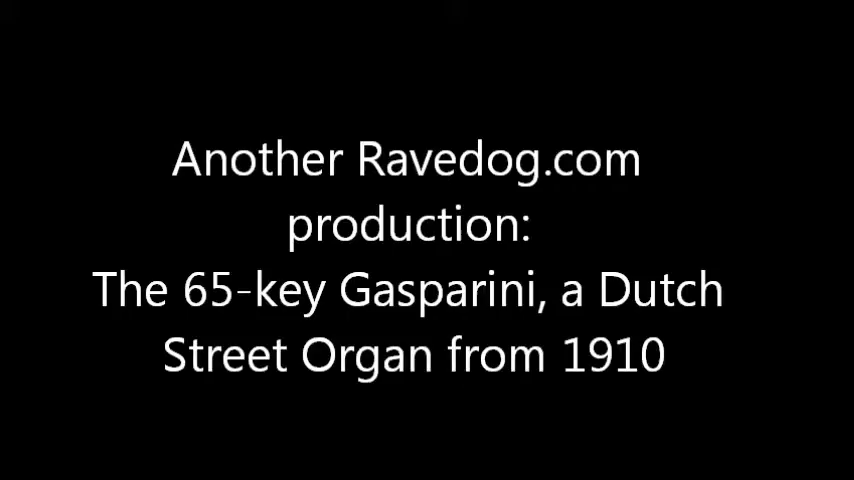 Another Ravedog.com
production:
The 65-key Gasparini, a Dutch
Street Organ from 1910